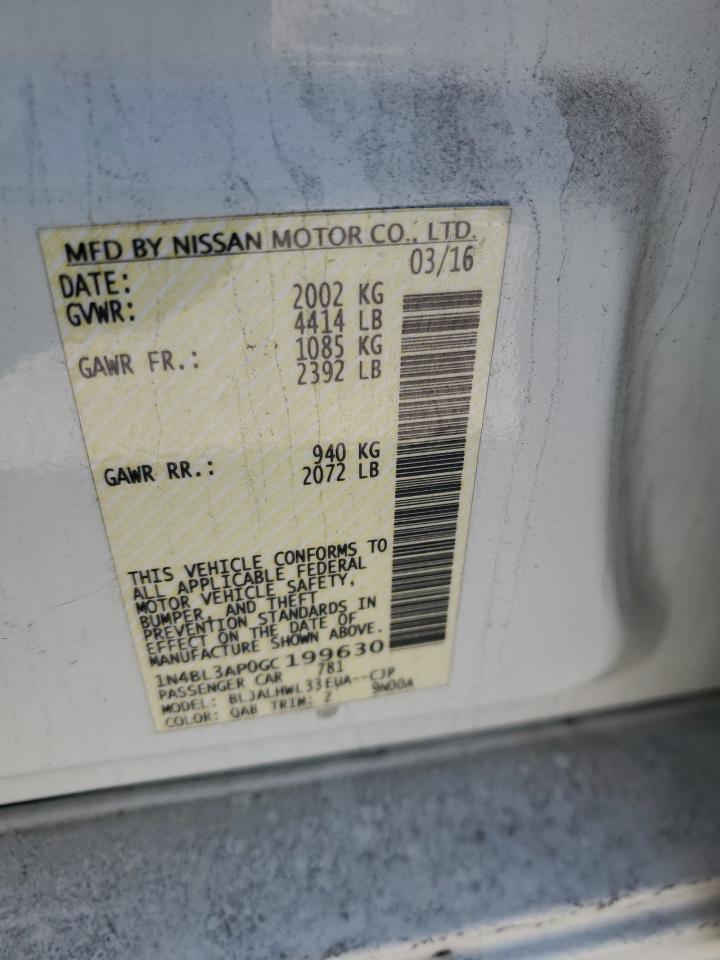 MFD BY NISSAN MOTOR CO., LTD.
DATE: 03/16
GVWR: 2002 KG
4414 LB
GAWR FR.: 1085 KG
2392 LB
GAWR RR.: 940 KG
2072 LB
THIS VEHICLE CONFORMS TO
ALL APPLICABLE FEDERAL
MOTOR VEHICLE SAFETY,
BUMPER, AND THEFT
PREVENTION STANDARDS IN
EFFECT ON THE DATE OF
MANUFACTURE SHOWN ABOVE.
1N4BL3AP0GC199630
PASSENGER CAR 781
MODEL: BLJALHWL33EUA--CJP
COLOR: QAB TRIM: Z 9N00A